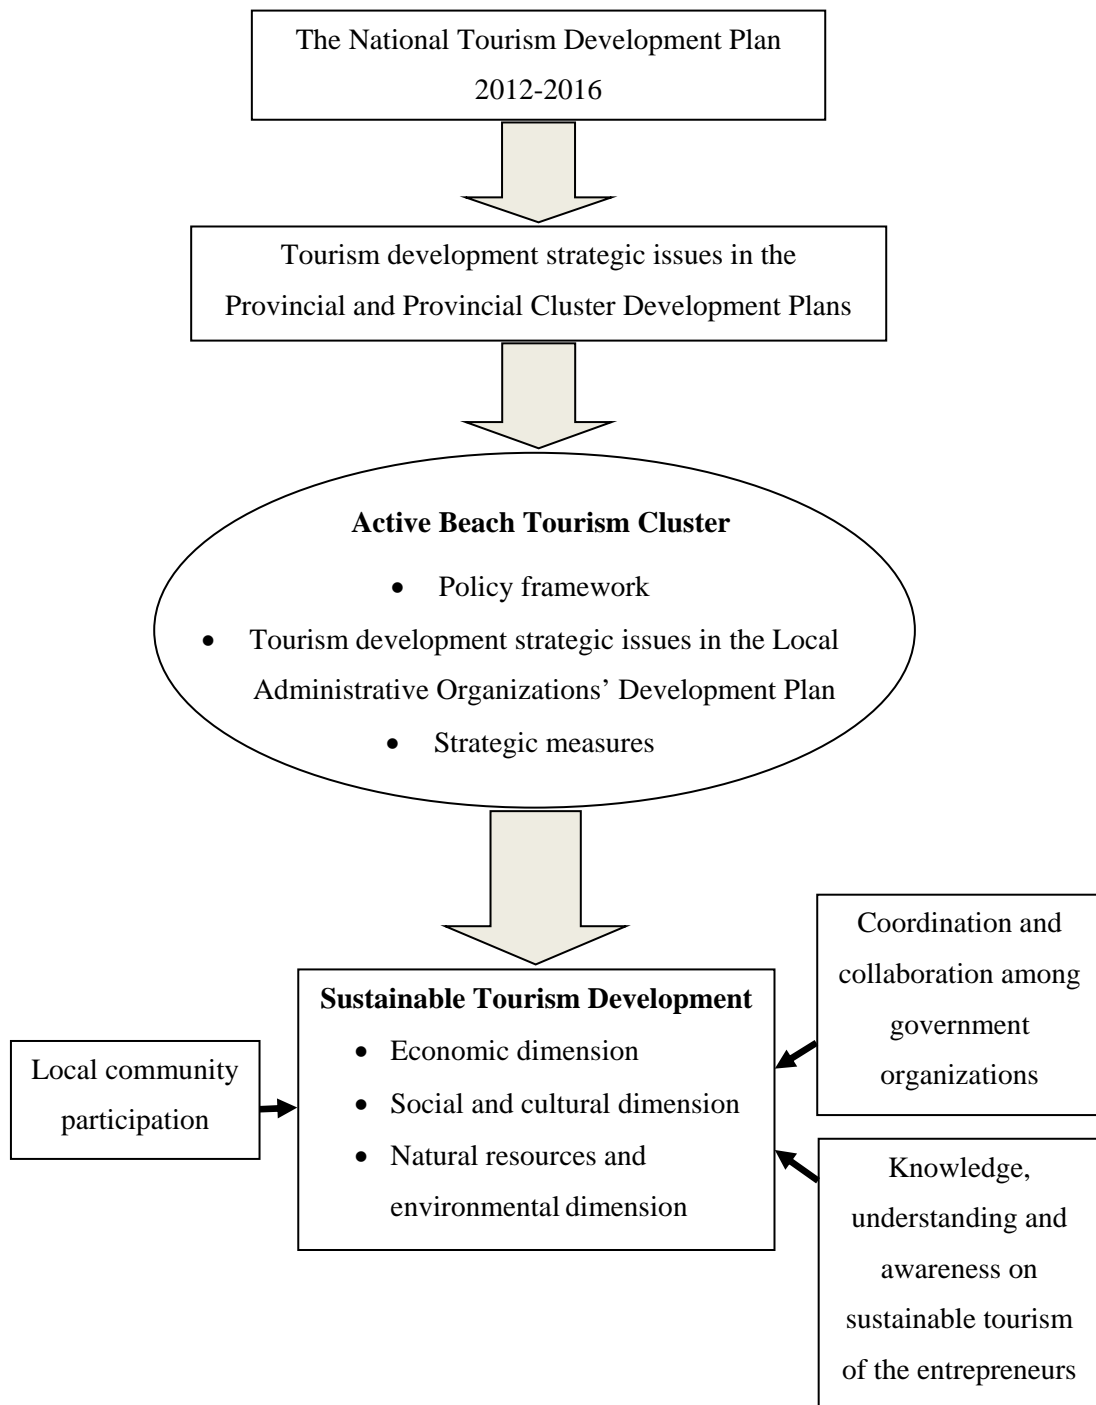 The National Tourism Development Plan
2012-2016
Tourism development strategic issues in the
Provincial and Provincial Cluster Development Plans
Active Beach Tourism Cluster
• Policy framework
• Tourism development strategic issues in the Local
Administrative Organizations’ Development Plan
• Strategic measures
Sustainable Tourism Development
• Economic dimension
• Social and cultural dimension
• Natural resources and
environmental dimension
Local community
participation
Coordination and
collaboration among
government
organizations
Knowledge,
understanding and
awareness on
sustainable tourism
of the entrepreneurs